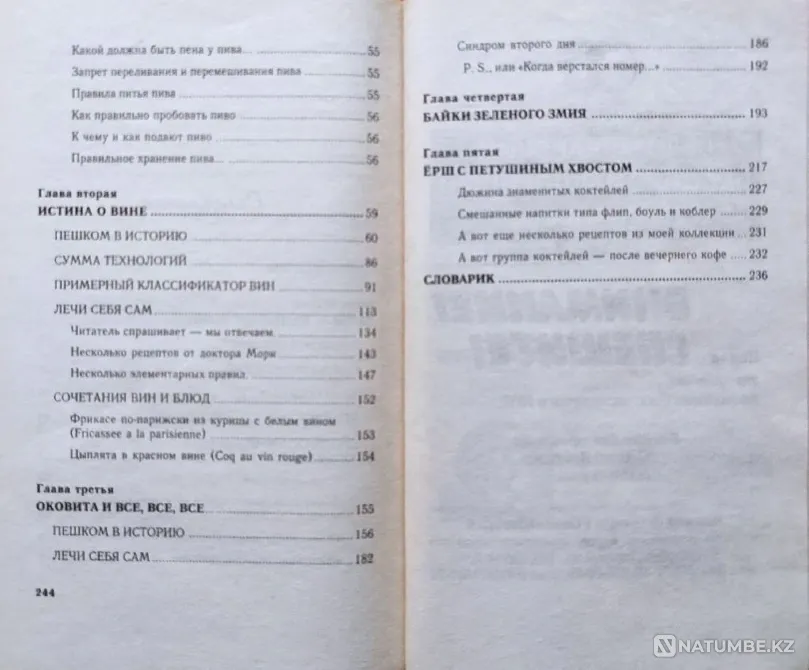 Какой должна быть пена у пива ... 55
Запрет переливания и перемешивания пива ... 55
Правила питья пива ... 55
Как правильно пробовать пиво ... 56
К чему и как подают пиво ... 56
Правильное хранение пива ... 56
Глава вторая
ИСТИНА О ВИНЕ ... 59
ПЕШКОМ В ИСТОРИЮ ... 60
СУММА ТЕХНОЛОГИЙ ... 86
ПРИМЕРНЫЙ КЛАССИФИКАТОР ВИН ... 91
ЛЕЧИ СЕБЯ САМ ... 113
Читатель спрашивает — мы отвечаем ... 134
Несколько рецептов от доктора Мори ... 143
Несколько элементарных правил ... 147
СОЧЕТАНИЯ ВИН И БЛЮД ... 152
Фрикасе по-парижски из курицы с белым вином
(Fricassee a la parisienne) ... 153
Цыплята в красном вине (Coq au vin rouge) ... 154
Глава третья
ОКОВИТА И ВСЕ, ВСЕ, ВСЕ ... 155
ПЕШКОМ В ИСТОРИЮ ... 156
ЛЕЧИ СЕБЯ САМ ... 182
244
Синдром второго дня ... 186
P. S., или «Когда верстался номер...» ... 192
Глава четвертая
БАЙКИ ЗЕЛЕНОГО ЗМИЯ ... 193
Глава пятая
ЁРШ С ПЕТУШИНЫМ ХВОСТОМ ... 217
Дюжина знаменитых коктейлей ... 227
Смешанные напитки типа флип, боуль и коблер ... 229
А вот еще несколько рецептов из моей коллекции ... 231
А вот группа коктейлей — после вечернего кофе ... 232
СЛОВАРИК ... 236
NATUMBE.KZ